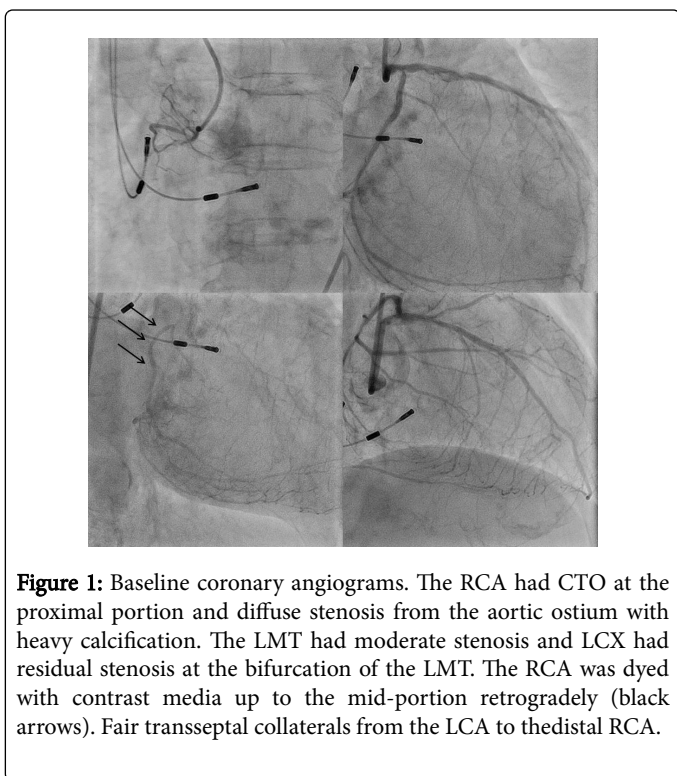 Figure 1: Baseline coronary angiograms. The RCA had CTO at the
proximal portion and diffuse stenosis from the aortic ostium with
heavy calcification. The LMT had moderate stenosis and LCX had
residual stenosis at the bifurcation of the LMT. The RCA was dyed
with contrast media up to the mid-portion retrogradely (black
arrows). Fair transseptal collaterals from the LCA to thedistal RCA.